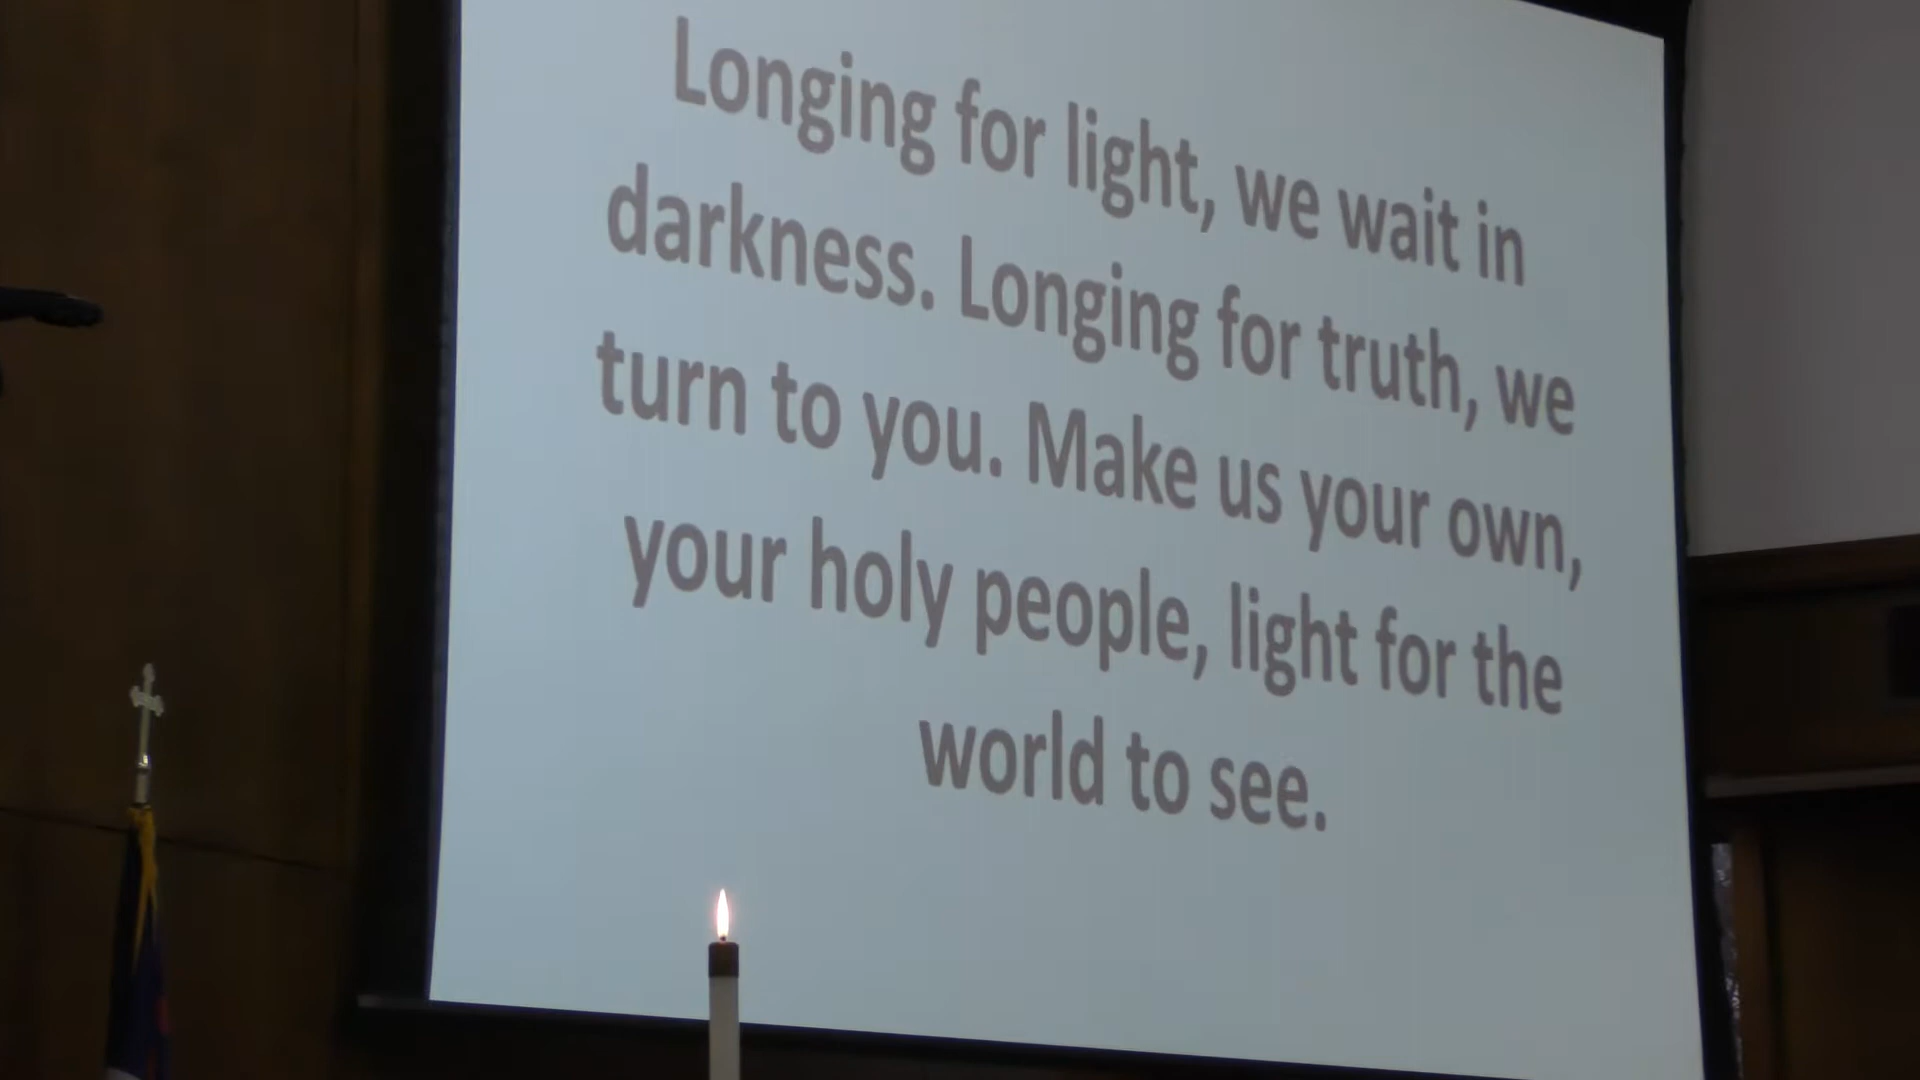 Longing for light, we wait in
darkness. Longing for truth, we
turn to you. Make us your own,
your holy people, light for the
world to see.